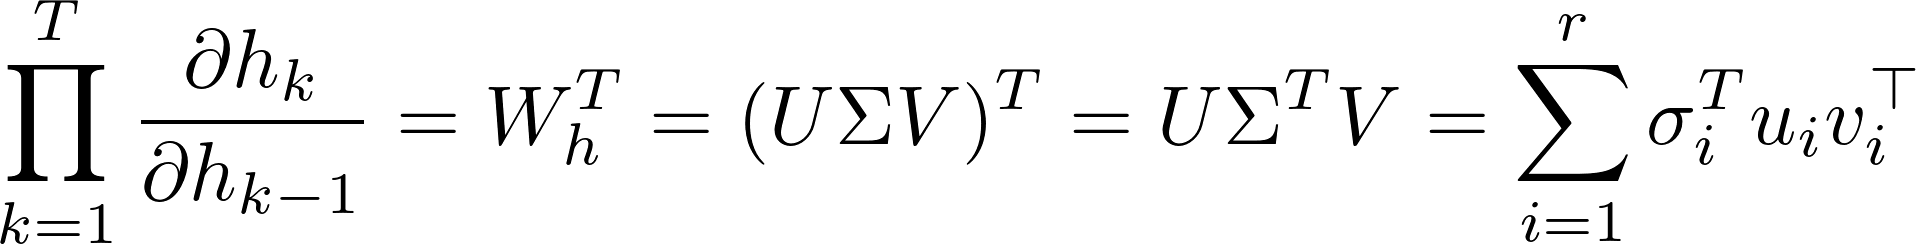 \prod_{k=1}^{T} \frac{\partial h_k}{\partial h_{k-1}} = W_h^T = (U\Sigma V)^T = U\Sigma^T V = \sum_{i=1}^{r} \sigma_i^T u_i v_i^\top